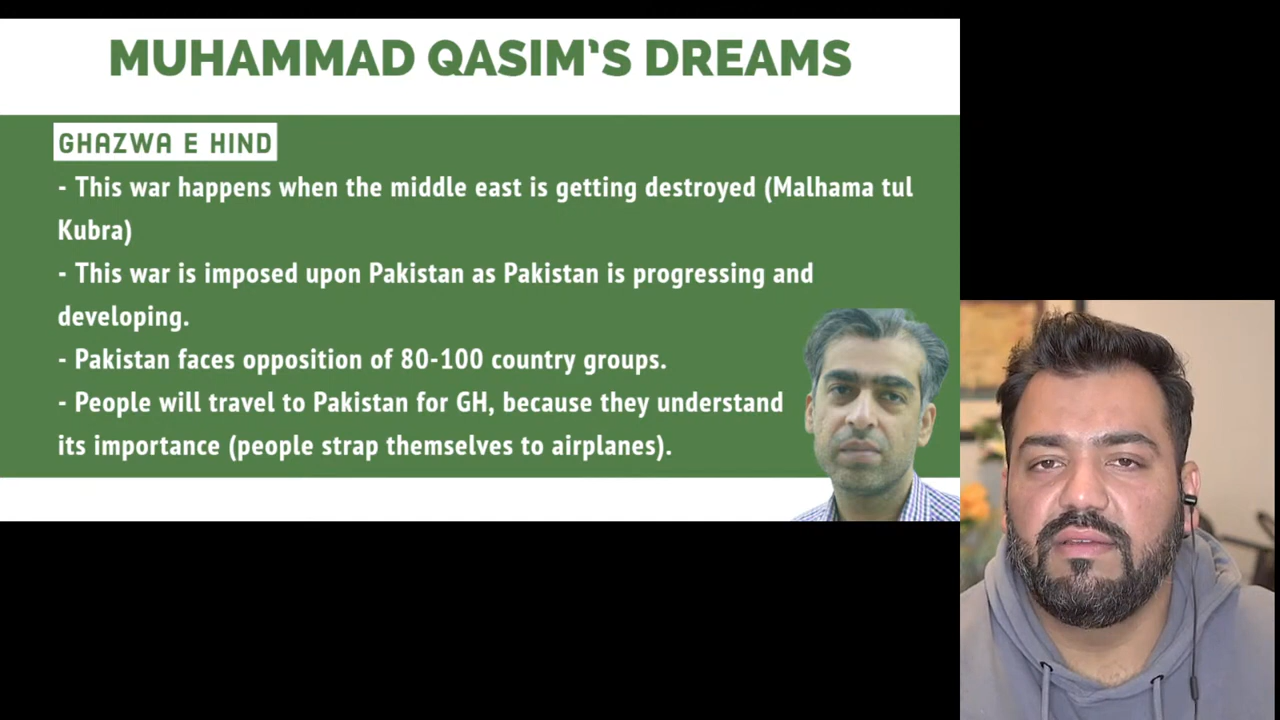 MUHAMMAD QASIM'S DREAMS
GHAZWA E HIND
- This war happens when the middle east is getting destroyed (Malhama tul
Kubra)
- This war is imposed upon Pakistan as Pakistan is progressing and
developing.
- Pakistan faces opposition of 80-100 country groups.
- People will travel to Pakistan for GH, because they understand
its importance (people strap themselves to airplanes).